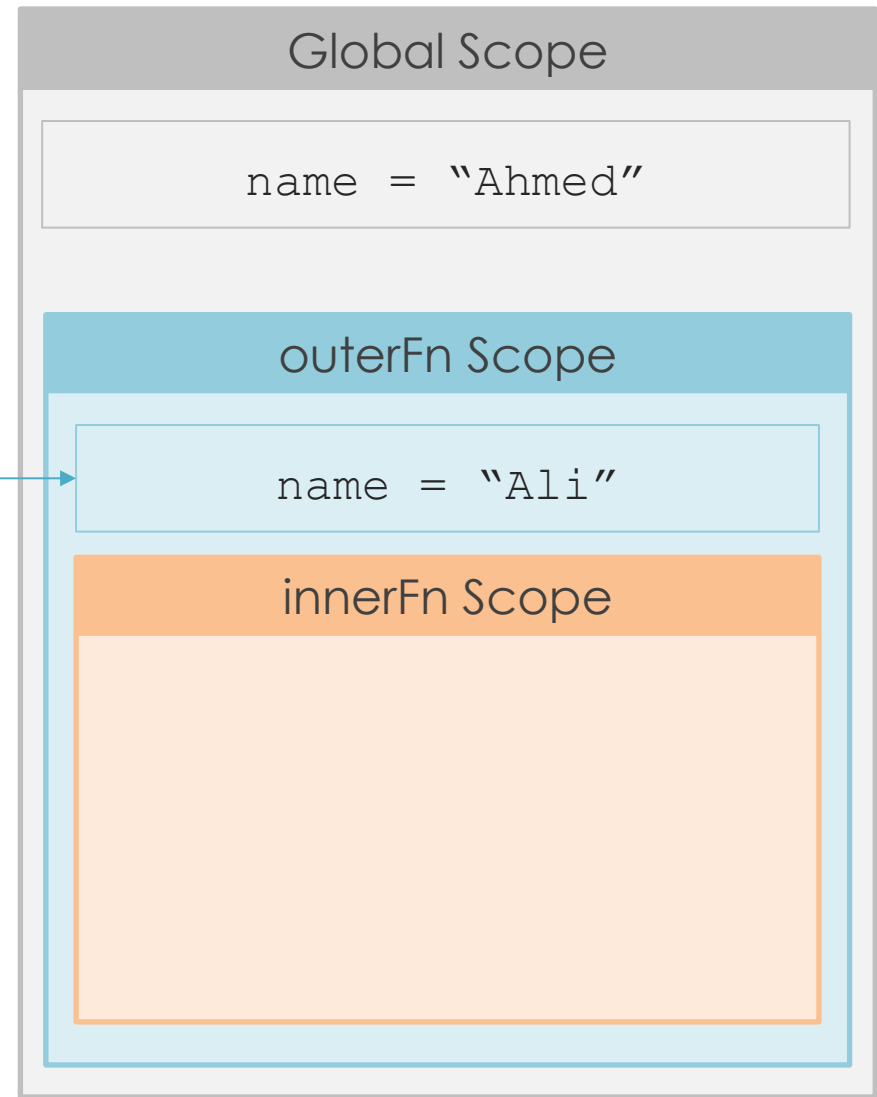 Global Scope
name = “Ahmed”
outerFn Scope
name = “Ali”
innerFn Scope